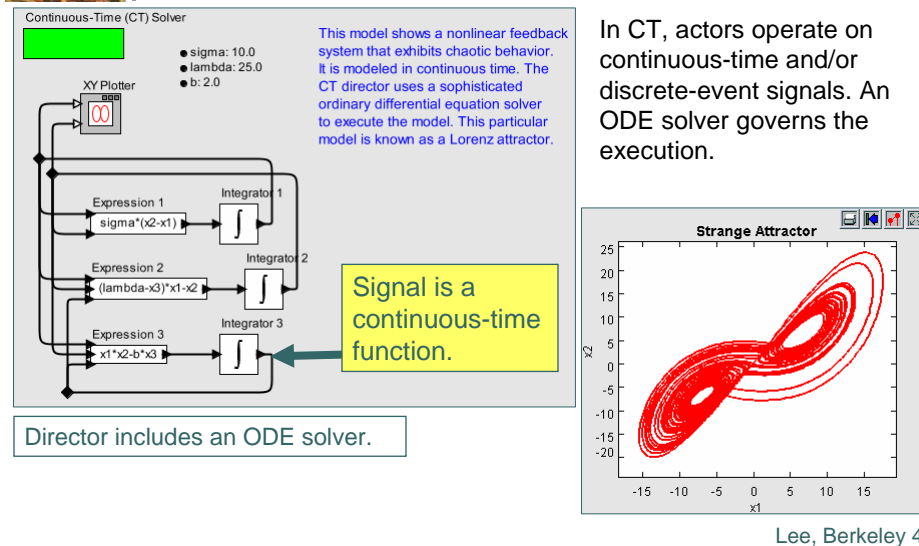 Continuous-Time (CT) Solver
sigma: 10.0
lambda: 25.0
b: 2.0
This model shows a nonlinear feedback
system that exhibits chaotic behavior.
It is modeled in continuous time. The
CT director uses a sophisticated
ordinary differential equation solver
to execute the model. This particular
model is known as a Lorenz attractor.
XY Plotter
Expression 1
sigma*(x2-x1)
Integrator 1
∫
Expression 2
(lambda-x3)*x1-x2
Integrator 2
∫
Expression 3
x1*x2-b*x3
Integrator 3
∫
Signal is a
continuous-time
function.
Director includes an ODE solver.
In CT, actors operate on
continuous-time and/or
discrete-event signals. An
ODE solver governs the
execution.
Strange Attractor
25
20
15
10
5
0
-5
-10
-15
-20
x2
-15 -10 -5 0 5 10 15
x1
Lee, Berkeley 4